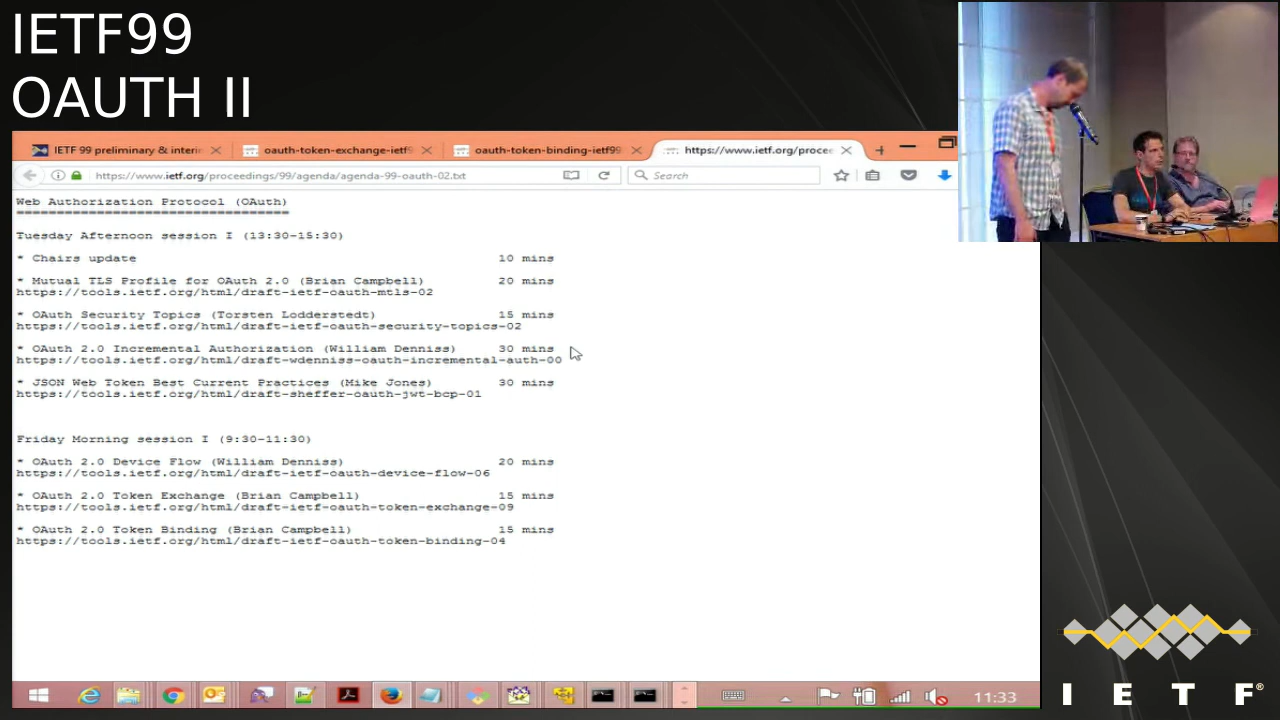 IETF99
OAUTH II
IETF 99 preliminary & interi
oauth-token-exchange-ietf9
oauth-token-binding-ietf99
https://www.ietf.org/procee
https://www.ietf.org/proceedings/99/agenda/agenda-99-oauth-02.txt
Search
Web Authorization Protocol (OAuth)
==================================
Tuesday Afternoon session I (13:30-15:30)
* Chairs update 10 mins
* Mutual TLS Profile for OAuth 2.0 (Brian Campbell) 20 mins
https://tools.ietf.org/html/draft-ietf-oauth-mtls-02
* OAuth Security Topics (Torsten Lodderstedt) 15 mins
https://tools.ietf.org/html/draft-ietf-oauth-security-topics-02
* OAuth 2.0 Incremental Authorization (William Denniss) 30 mins
https://tools.ietf.org/html/draft-wdenniss-oauth-incremental-auth-00
* JSON Web Token Best Current Practices (Mike Jones) 30 mins
https://tools.ietf.org/html/draft-sheffer-oauth-jwt-bcp-01
Friday Morning session I (9:30-11:30)
* OAuth 2.0 Device Flow (William Denniss) 20 mins
https://tools.ietf.org/html/draft-ietf-oauth-device-flow-06
* OAuth 2.0 Token Exchange (Brian Campbell) 15 mins
https://tools.ietf.org/html/draft-ietf-oauth-token-exchange-09
* OAuth 2.0 Token Binding (Brian Campbell) 15 mins
https://tools.ietf.org/html/draft-ietf-oauth-token-binding-04
11:33
I E T F®